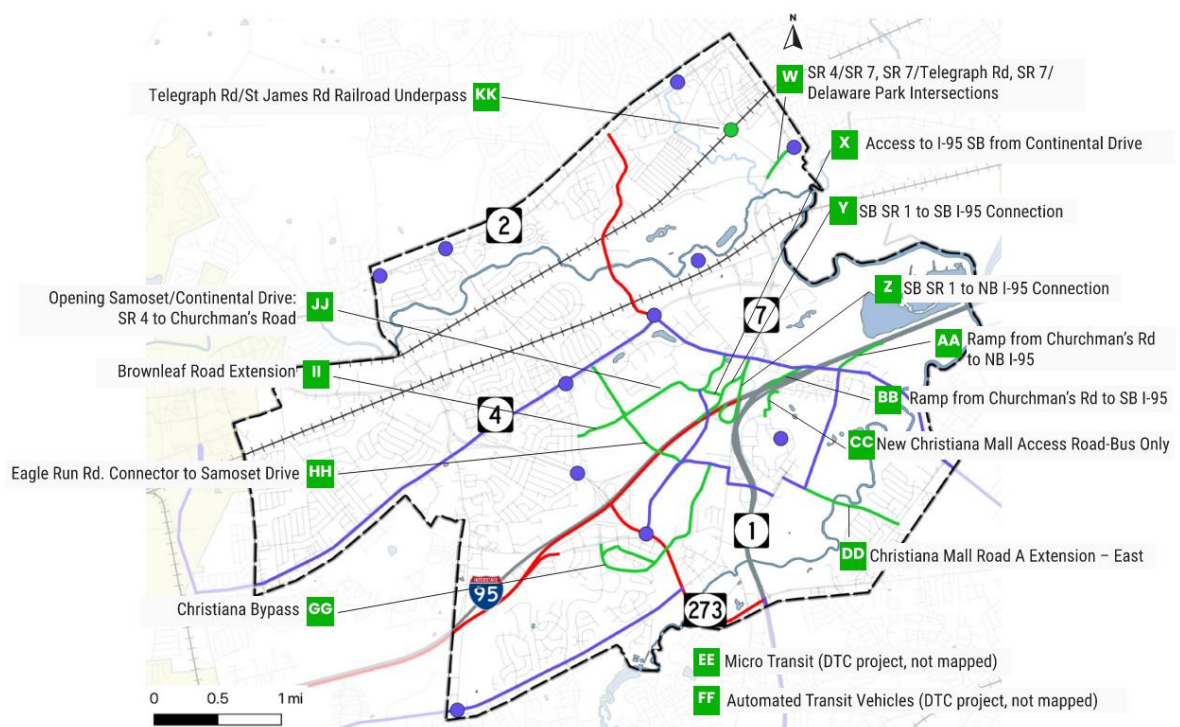 N
KK
Telegraph Rd/St James Rd Railroad Underpass
W
SR 4/SR 7, SR 7/Telegraph Rd, SR 7/
Delaware Park Intersections
X
Access to I-95 SB from Continental Drive
Y
SB SR 1 to SB I-95 Connection
2
Z
SB SR 1 to NB I-95 Connection
JJ
Opening Samoset/Continental Drive:
SR 4 to Churchman's Road
7
AA
Ramp from Churchman's Rd
to NB I-95
II
Brownleaf Road Extension
BB
Ramp from Churchman's Rd to SB I-95
4
CC
New Christiana Mall Access Road-Bus Only
HH
Eagle Run Rd. Connector to Samoset Drive
1
DD
Christiana Mall Road A Extension – East
INTERSTATE
95
GG
Christiana Bypass
273
EE
Micro Transit (DTC project, not mapped)
FF
Automated Transit Vehicles (DTC project, not mapped)
0 0.5 1 mi